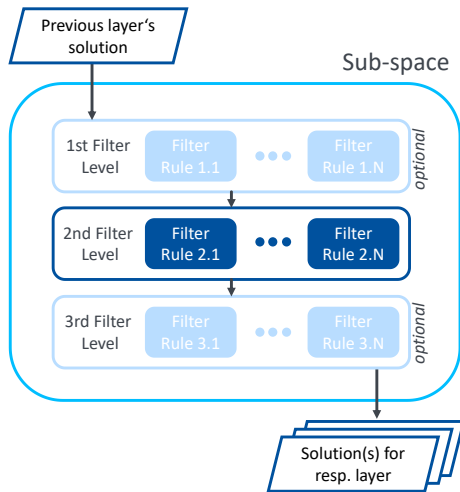 Previous layer's
solution
Sub-space
1st Filter
Level
Filter
Rule 1.1
Filter
Rule 1.N
optional
2nd Filter
Level
Filter
Rule 2.1
Filter
Rule 2.N
3rd Filter
Level
Filter
Rule 3.1
Filter
Rule 3.N
optional
Solution(s) for
resp. layer